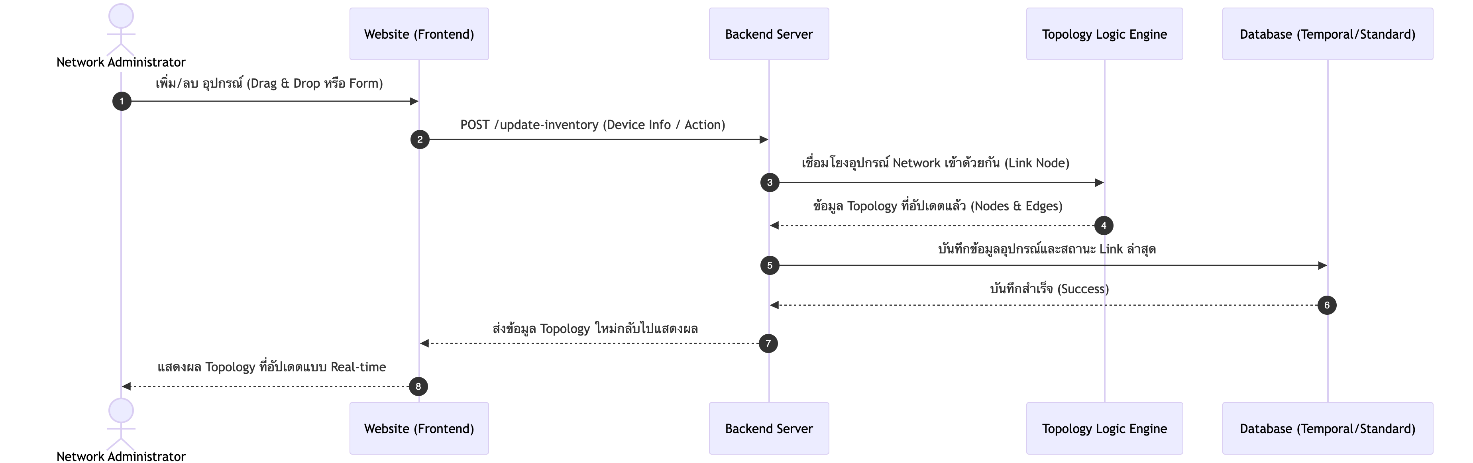 Network Administrator
Website (Frontend)
Backend Server
Topology Logic Engine
Database (Temporal/Standard)
เพิ่ม/ลบ อุปกรณ์ (Drag & Drop หรือ Form)
1
POST /update-inventory (Device Info / Action)
2
เชื่อมโยงอุปกรณ์ Network เข้าด้วยกัน (Link Node)
3
ข้อมูล Topology ที่อัปเดตแล้ว (Nodes & Edges)
4
บันทึกข้อมูลอุปกรณ์และสถานะ Link ล่าสุด
5
บันทึกสำเร็จ (Success)
6
ส่งข้อมูล Topology ใหม่กลับไปแสดงผล
7
แสดงผล Topology ที่อัปเดตแบบ Real-time
8
Network Administrator
Website (Frontend)
Backend Server
Topology Logic Engine
Database (Temporal/Standard)